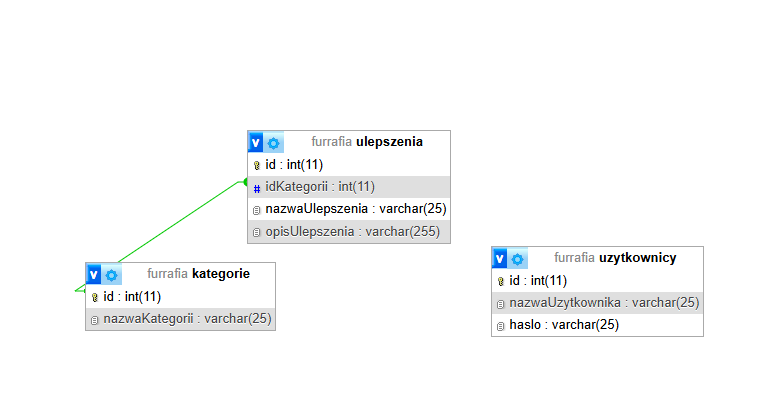 v furrafia ulepszenia
id : int(11)
# idKategorii : int(11)
nazwaUlepszenia : varchar(25)
opisUlepszenia : varchar(255)
v furrafia kategorie
id : int(11)
nazwaKategorii : varchar(25)
v furrafia uzytkownicy
id : int(11)
nazwaUzytkownika : varchar(25)
haslo : varchar(25)